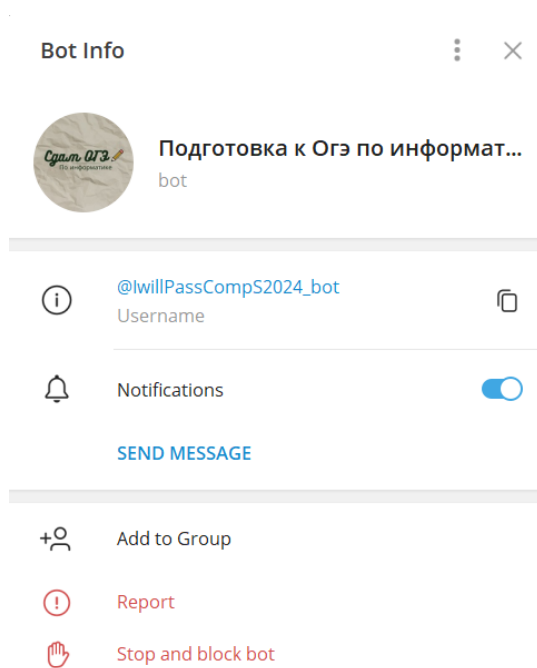 Bot Info
Сдам ОГЭ
По информатике
Подготовка к Огэ по информат...
bot
@IwillPassCompS2024_bot
Username
Notifications
SEND MESSAGE
Add to Group
Report
Stop and block bot